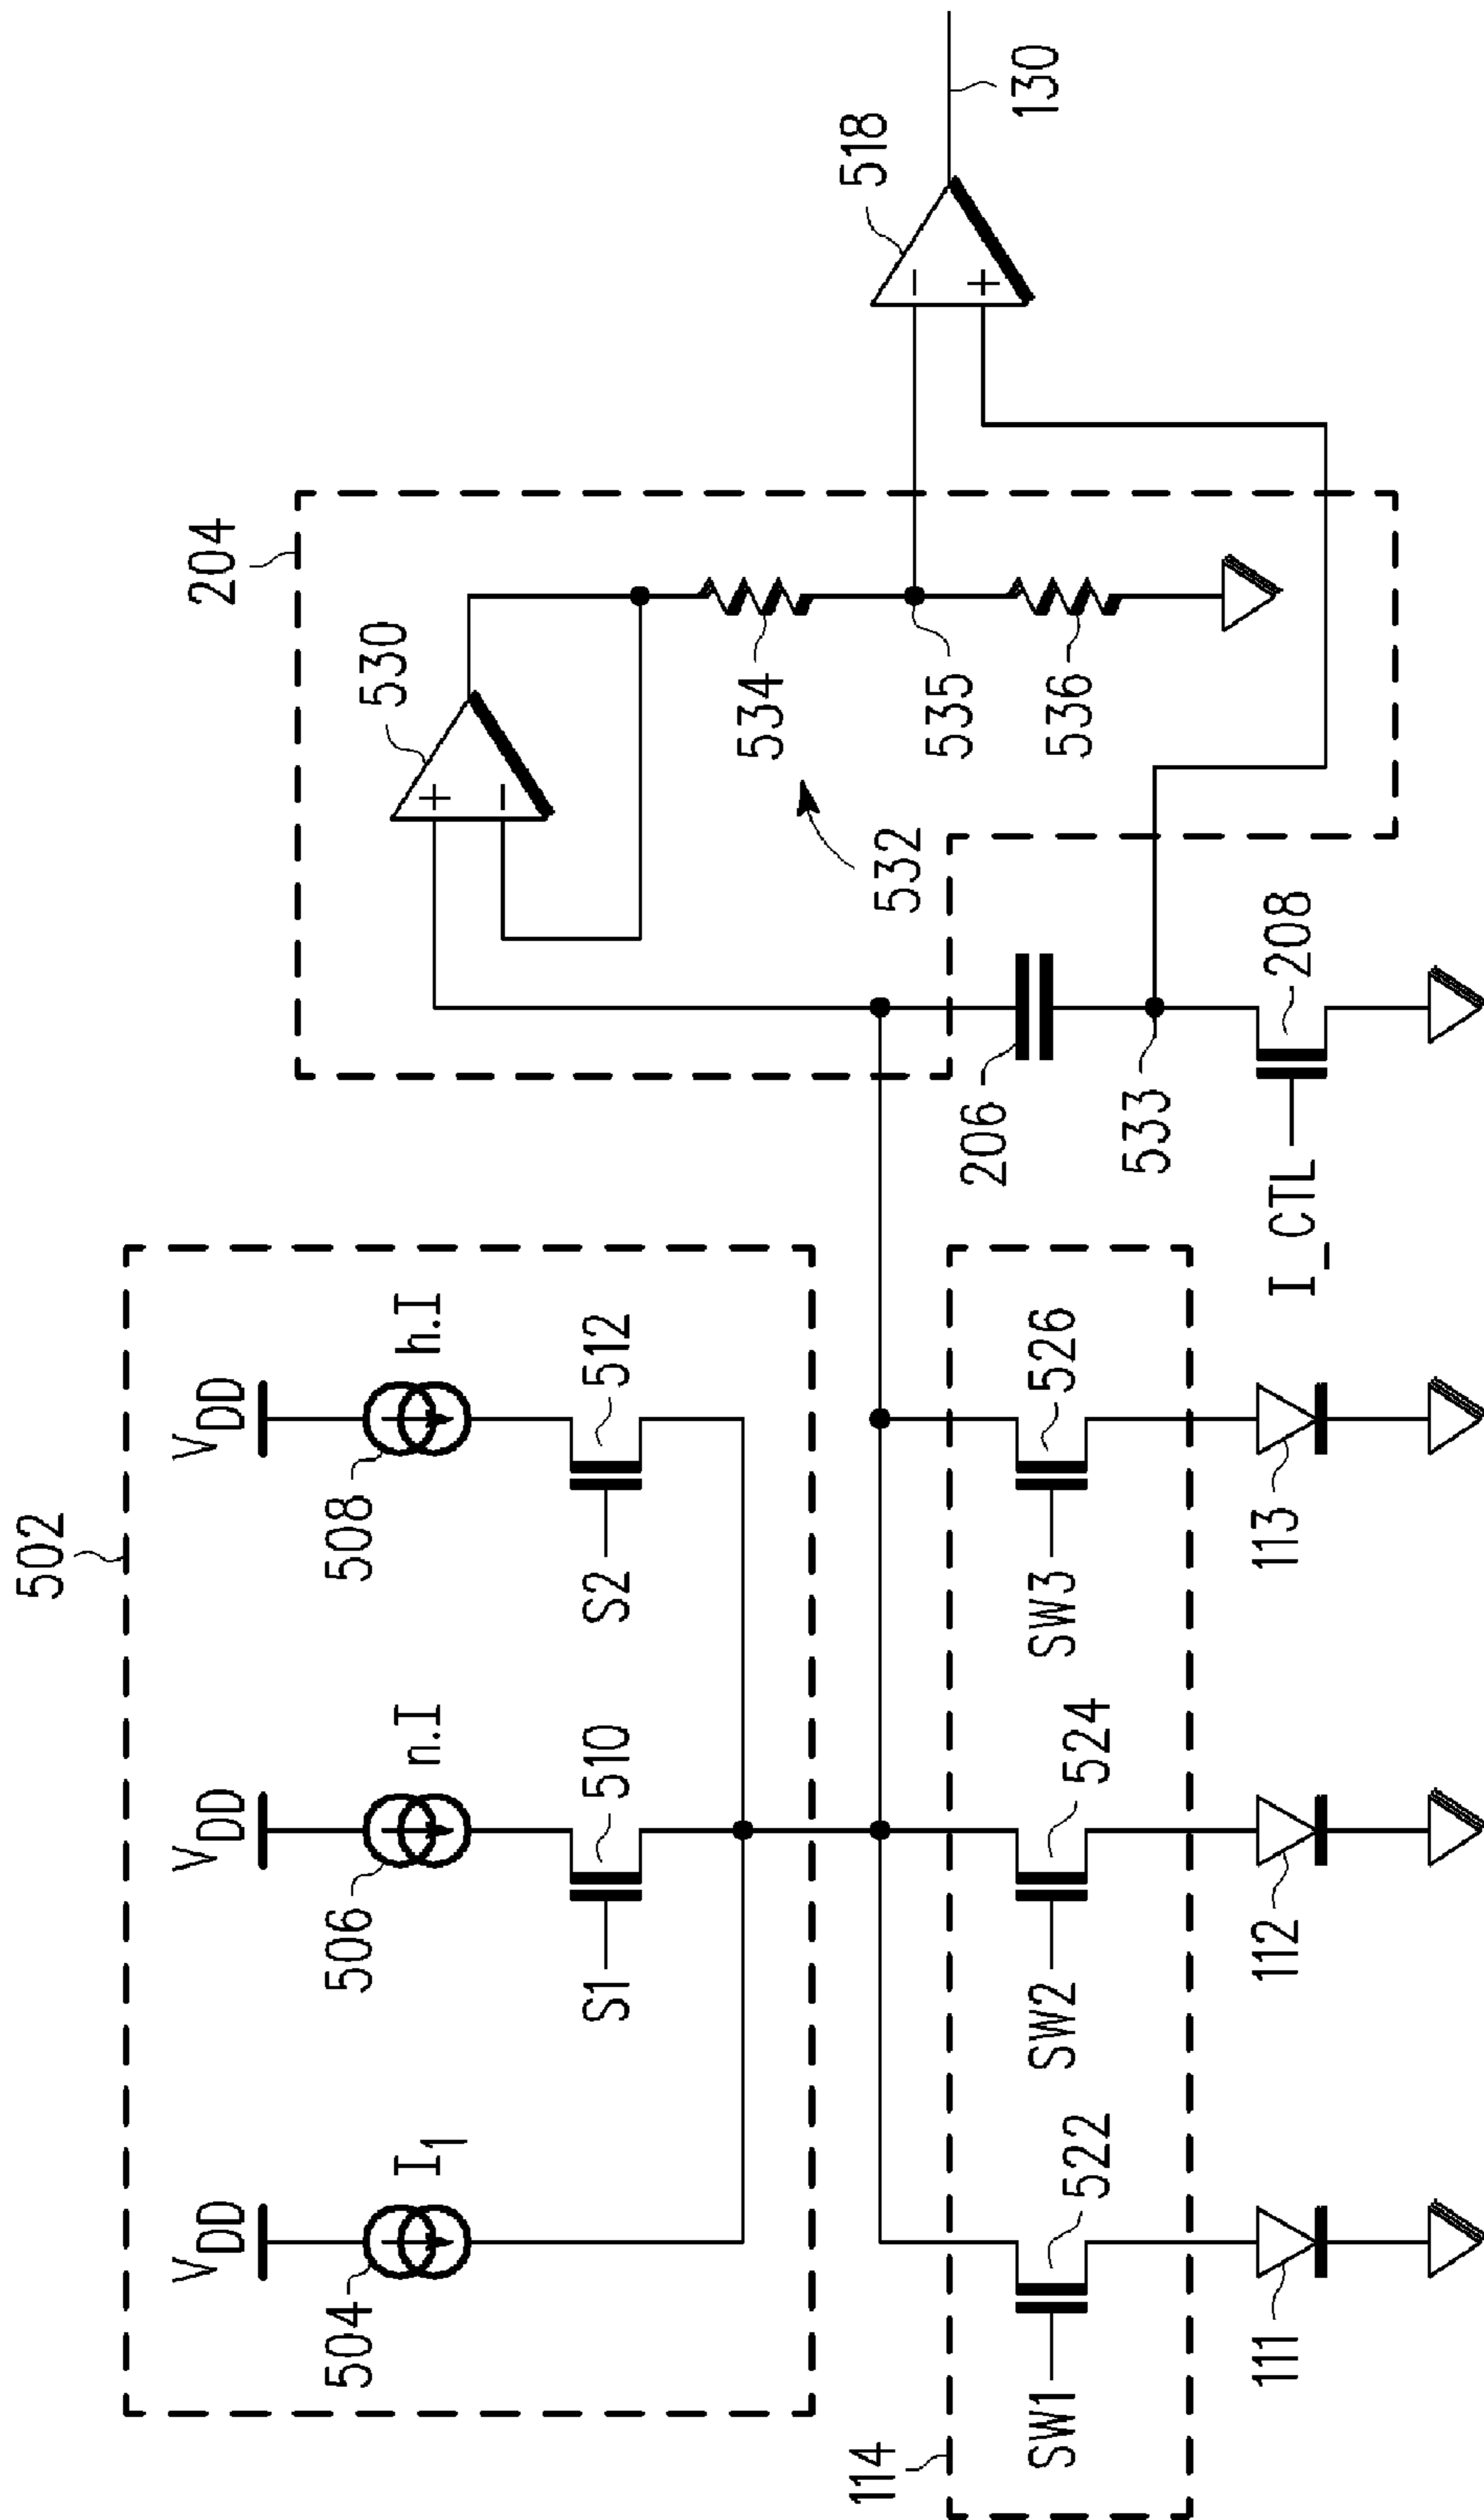 502
V_DD
V_DD
V_DD
504
I_1
506
n.I
508
h.I
S1
510
S2
512
204
530
+
−
534
532
535
536
518
−
+
130
114
SW1
522
SW2
524
SW3
526
206
533
I_CTL
208
111
112
113